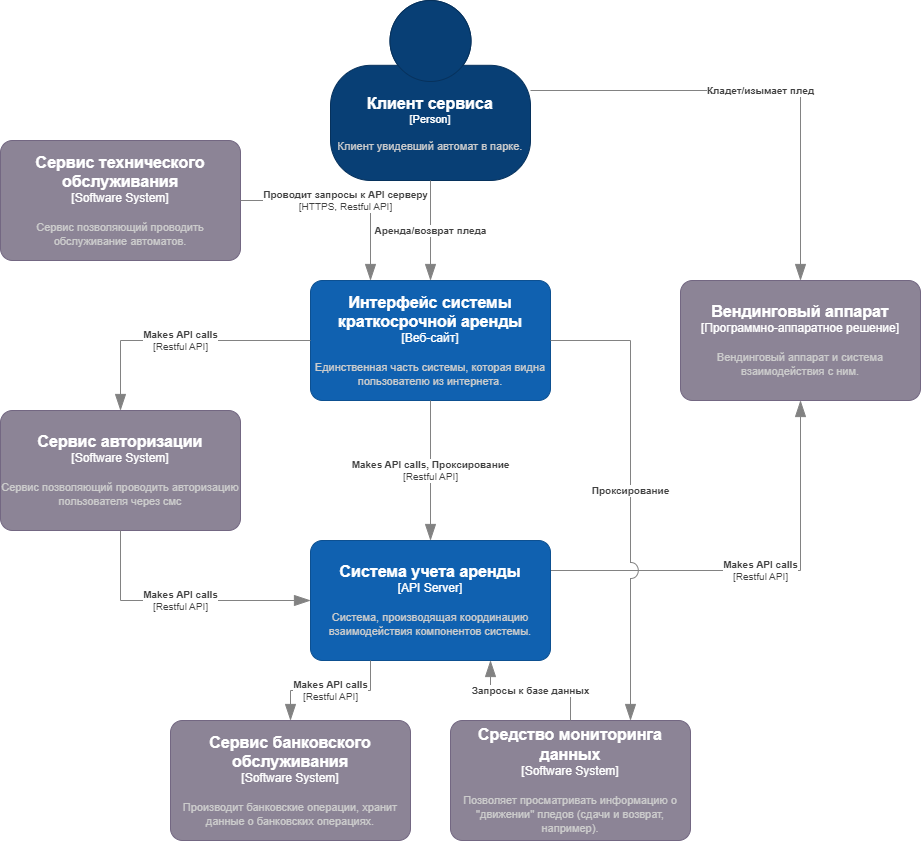 Клиент сервиса
[Person]
Клиент увидевший автомат в парке.
Кладет/изымает плед
Сервис технического
обслуживания
[Software System]
Сервис позволяющий проводить
обслуживание автоматов.
Проводит запросы к API серверу
[HTTPS, Restful API]
Аренда/возврат пледа
Интерфейс системы
краткосрочной аренды
[Веб-сайт]
Единственная часть системы, которая видна
пользователю из интернета.
Вендинговый аппарат
[Программно-аппаратное решение]
Вендинговый аппарат и система
взаимодействия с ним.
Makes API calls
[Restful API]
Сервис авторизации
[Software System]
Сервис позволяющий проводить авторизацию
пользователя через смс
Makes API calls, Проксирование
[Restful API]
Проксирование
Система учета аренды
[API Server]
Система, производящая координацию
взаимодействия компонентов системы.
Makes API calls
[Restful API]
Makes API calls
[Restful API]
Makes API calls
[Restful API]
Запросы к базе данных
Сервис банковского
обслуживания
[Software System]
Производит банковские операции, хранит
данные о банковских операциях.
Средство мониторинга
данных
[Software System]
Позволяет просматривать информацию о
"движении" пледов (сдачи и возврат,
например).